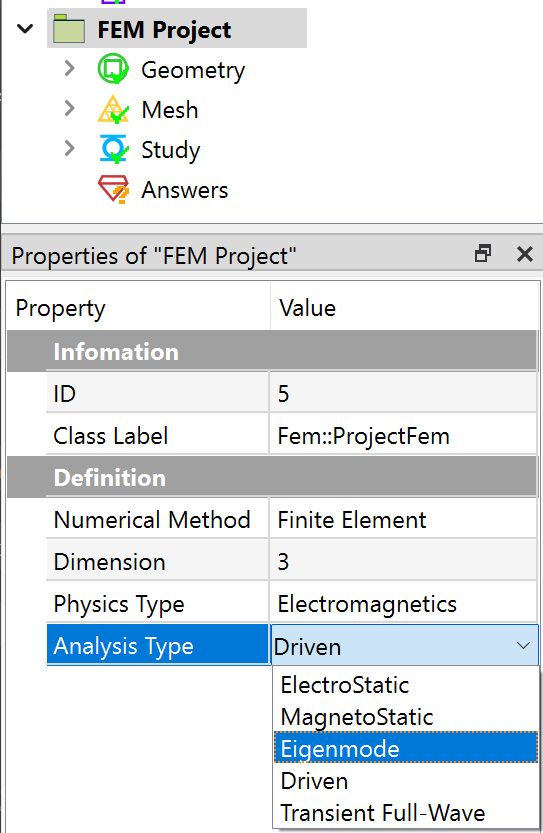 FEM Project
Geometry
Mesh
Study
Answers
Properties of "FEM Project"
Property Value
Infomation
ID 5
Class Label Fem::ProjectFem
Definition
Numerical Method Finite Element
Dimension 3
Physics Type Electromagnetics
Analysis Type Driven
ElectroStatic
MagnetoStatic
Eigenmode
Driven
Transient Full-Wave